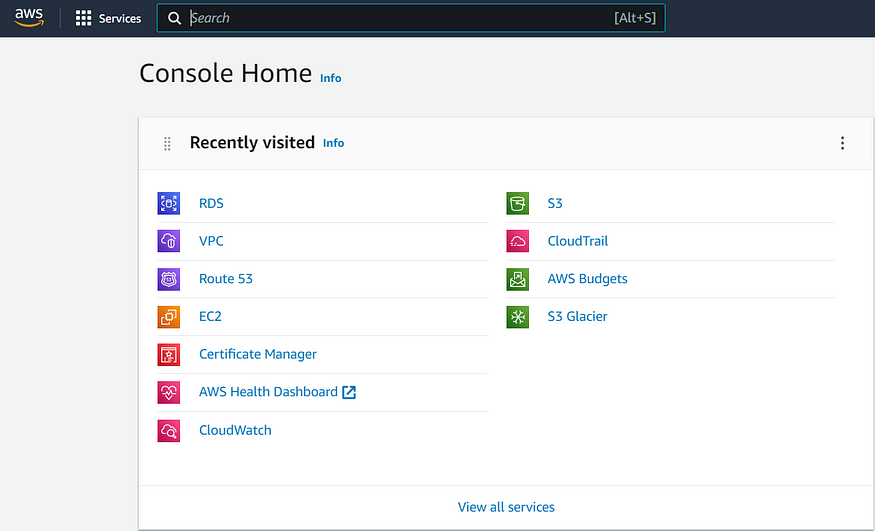 aws
Services
Search
[Alt+S]
Console Home Info
Recently visited Info
RDS
VPC
Route 53
EC2
Certificate Manager
AWS Health Dashboard
CloudWatch
S3
CloudTrail
AWS Budgets
S3 Glacier
View all services